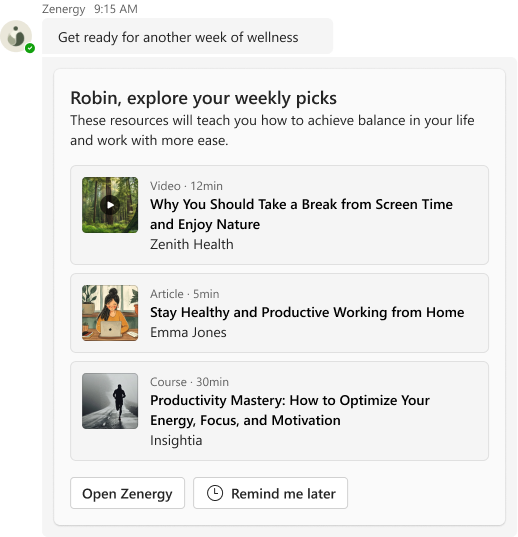 Zenergy 9:15 AM
Get ready for another week of wellness
Robin, explore your weekly picks
These resources will teach you how to achieve balance in your life
and work with more ease.
Video · 12min
Why You Should Take a Break from Screen Time
and Enjoy Nature
Zenith Health
Article · 5min
Stay Healthy and Productive Working from Home
Emma Jones
Course · 30min
Productivity Mastery: How to Optimize Your
Energy, Focus, and Motivation
Insightia
Open Zenergy
Remind me later